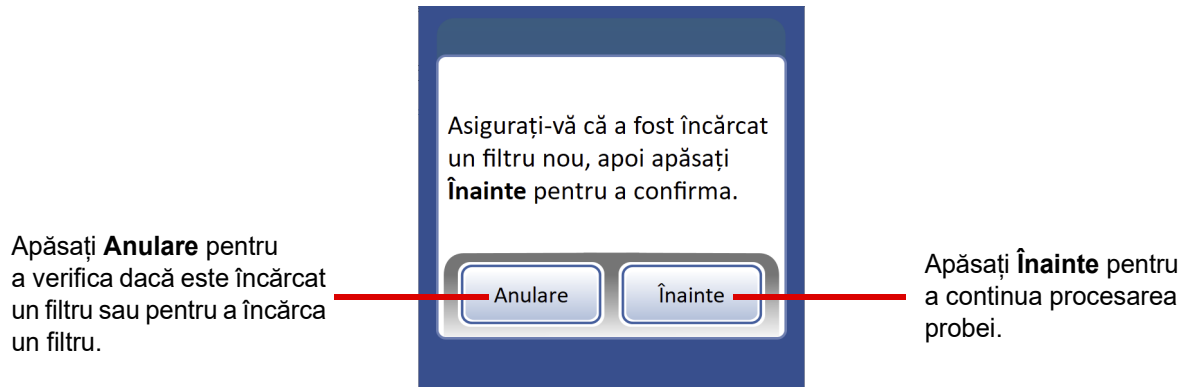 Asigurați-vă că a fost încărcat
un filtru nou, apoi apăsați
Înainte pentru a confirma.
Apăsați Anulare pentru
a verifica dacă este încărcat
un filtru sau pentru a încărca
un filtru.
Anulare
Înainte
Apăsați Înainte pentru
a continua procesarea
probei.